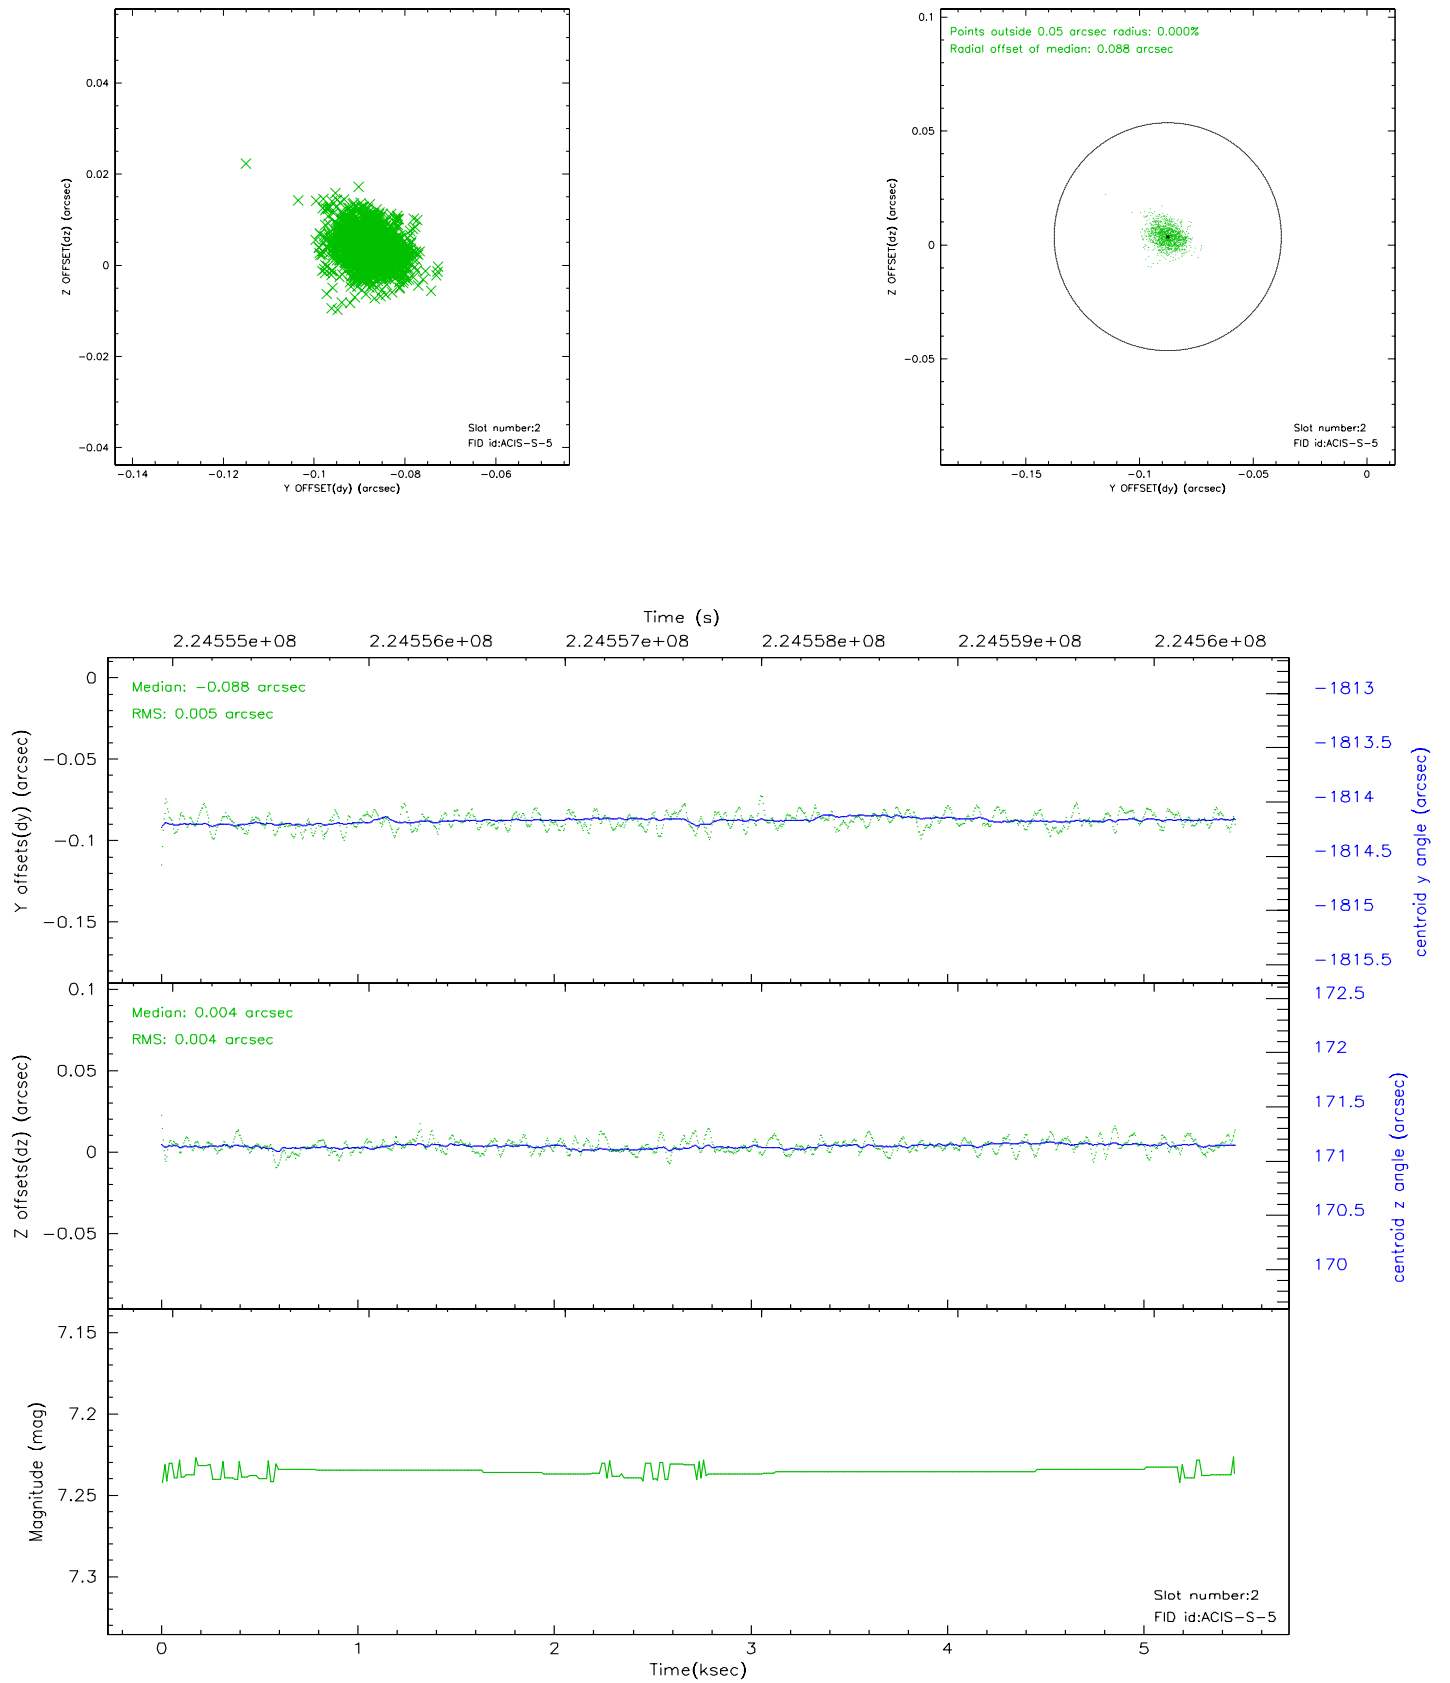 0.04
0.02
0
−0.02
−0.04
Z OFFSET(dz) (arcsec)
Slot number:2
FID id:ACIS−S−5
−0.14
−0.12
−0.1
−0.08
−0.06
Y OFFSET(dy) (arcsec)
Points outside 0.05 arcsec radius: 0.000%
Radial offset of median: 0.088 arcsec
0.1
0.05
0
−0.05
Z OFFSET(dz) (arcsec)
Slot number:2
FID id:ACIS−S−5
−0.15
−0.1
−0.05
0
Y OFFSET(dy) (arcsec)
Time (s)
2.24555e+08
2.24556e+08
2.24557e+08
2.24558e+08
2.24559e+08
2.2456e+08
Median: −0.088 arcsec
RMS: 0.005 arcsec
0
−0.05
−0.1
−0.15
Y offsets(dy) (arcsec)
−1813
−1813.5
−1814
−1814.5
−1815
−1815.5
centroid y angle (arcsec)
Median: 0.004 arcsec
RMS: 0.004 arcsec
0.1
0.05
0
−0.05
Z offsets(dz) (arcsec)
172.5
172
171.5
171
170.5
170
centroid z angle (arcsec)
7.15
7.2
7.25
7.3
Magnitude (mag)
Slot number:2
FID id:ACIS−S−5
0
1
2
3
4
5
Time(ksec)